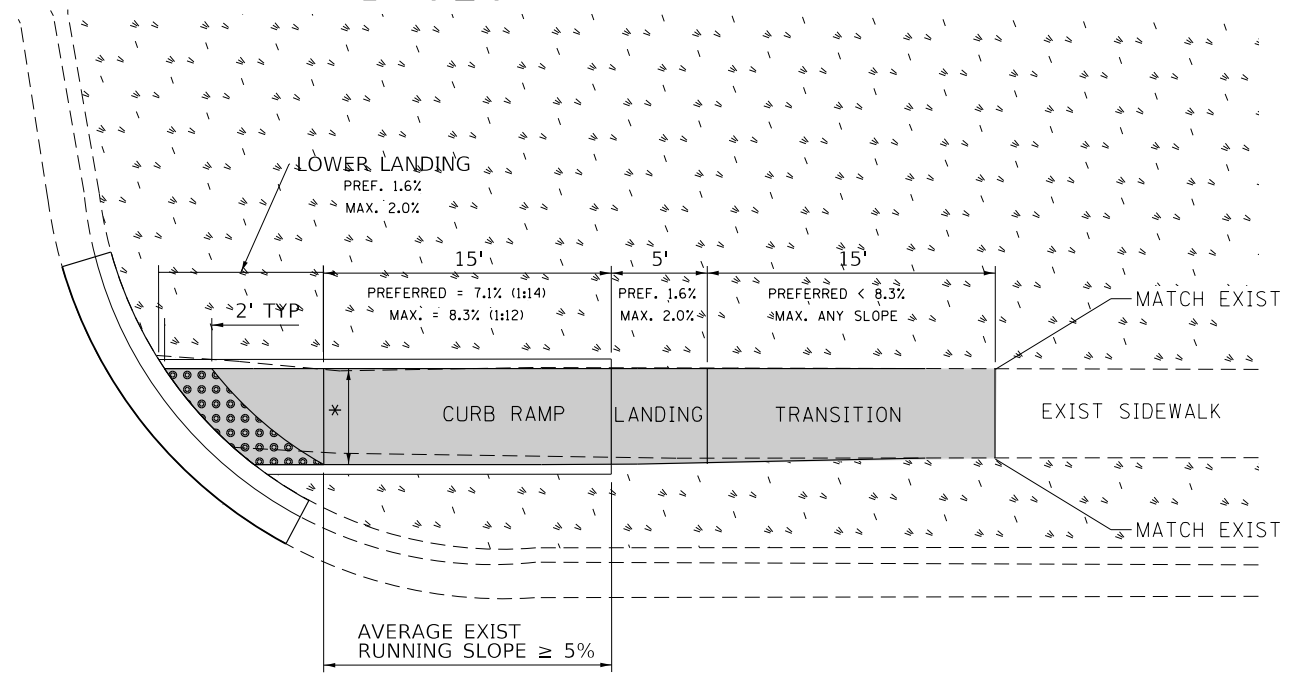 LOWER LANDING
PREF. 1.6%
MAX. 2.0%
15'
5'
15'
PREFERRED = 7.1% (1:14)
MAX. = 8.3% (1:12)
PREF. 1.6%
MAX. 2.0%
PREFERRED < 8.3%
MAX. ANY SLOPE
2' TYP
MATCH EXIST
*
CURB RAMP
LANDING
TRANSITION
EXIST SIDEWALK
MATCH EXIST
AVERAGE EXIST
RUNNING SLOPE ≥ 5%